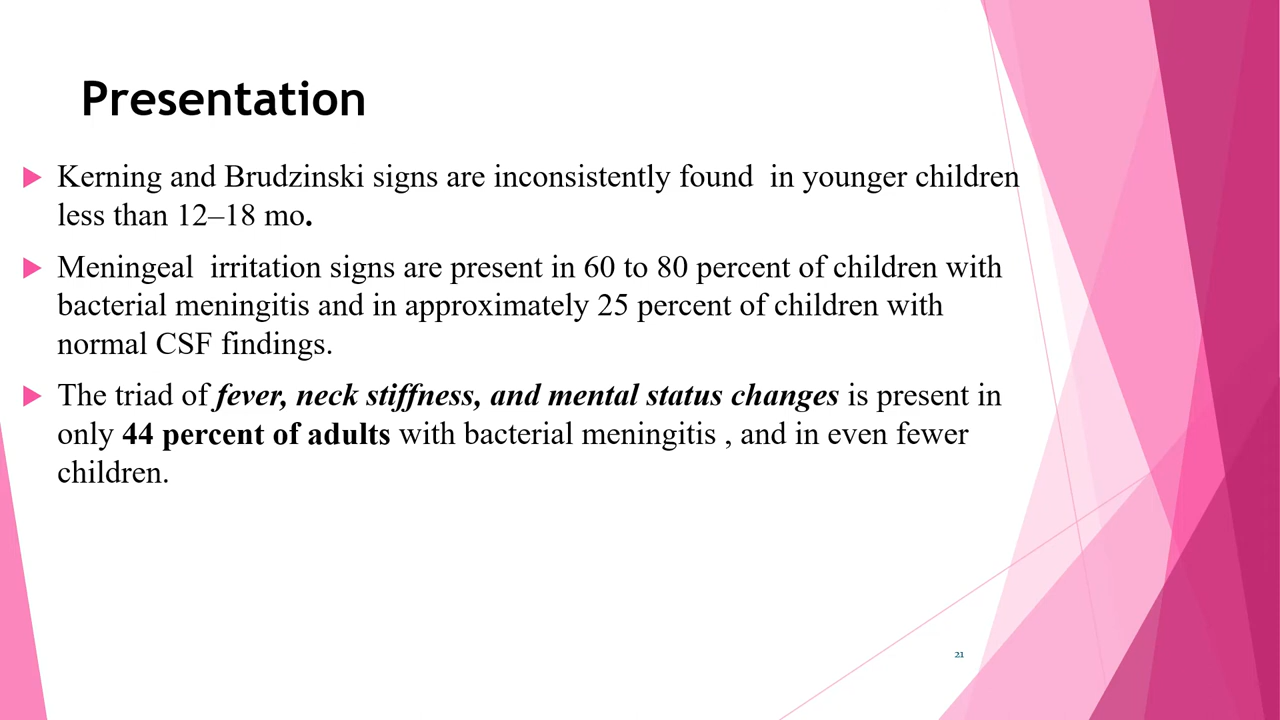 Presentation
Kerning and Brudzinski signs are inconsistently found  in younger children
less than 12–18 mo.
Meningeal  irritation signs are present in 60 to 80 percent of children with
bacterial meningitis and in approximately 25 percent of children with
normal CSF findings.
The triad of fever, neck stiffness, and mental status changes is present in
only 44 percent of adults with bacterial meningitis , and in even fewer
children.
21